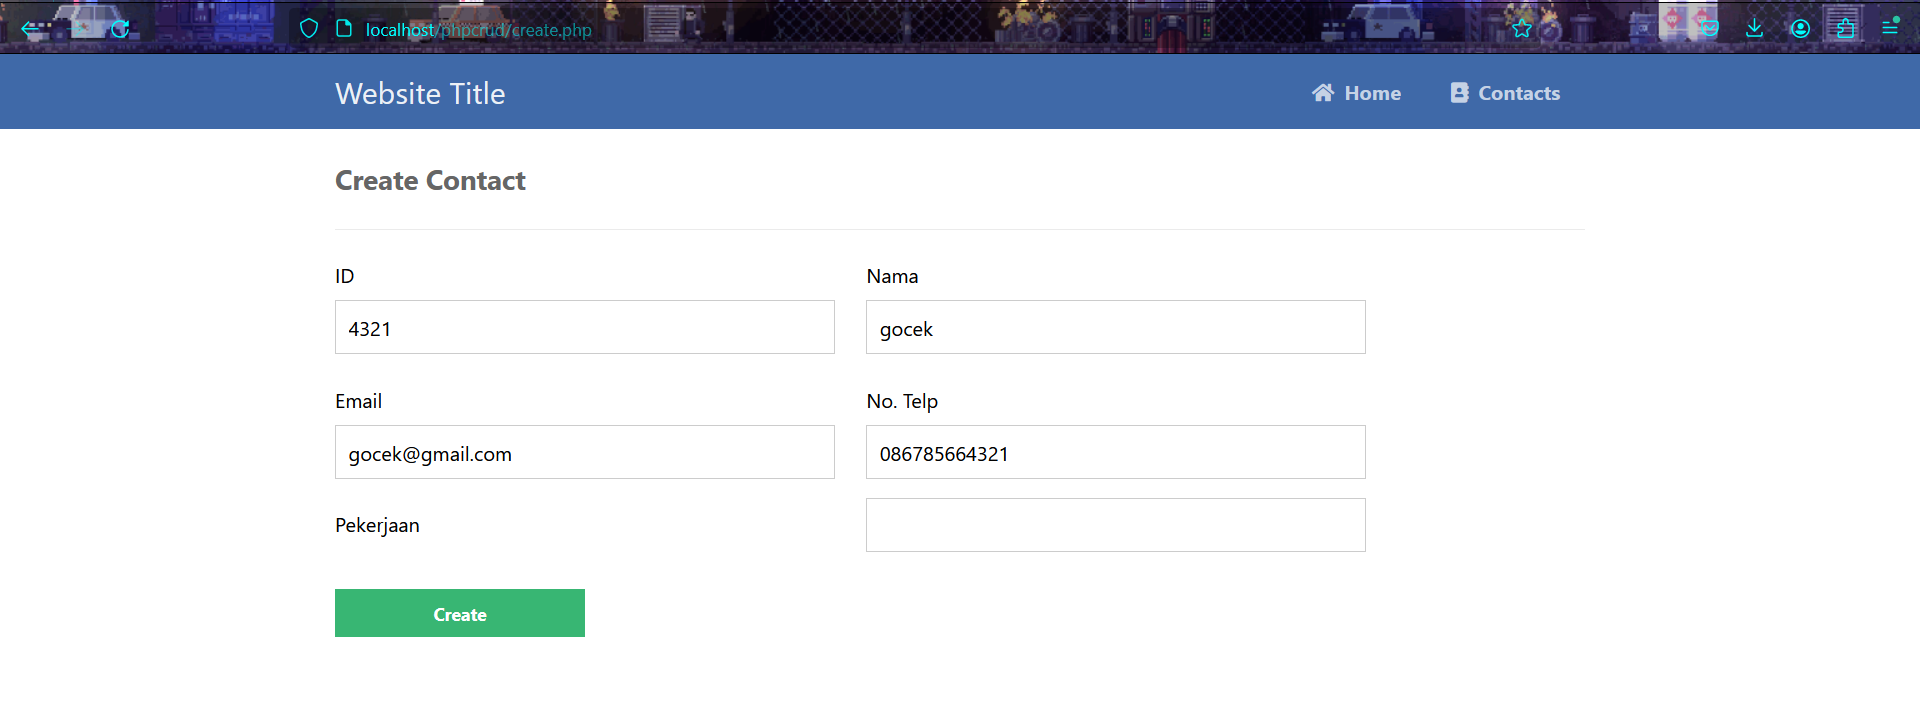 localhost/phpcrud/create.php
Website Title
Home
Contacts
Create Contact
ID
Nama
4321
gocek
Email
No. Telp
gocek@gmail.com
086785664321
Pekerjaan
Create